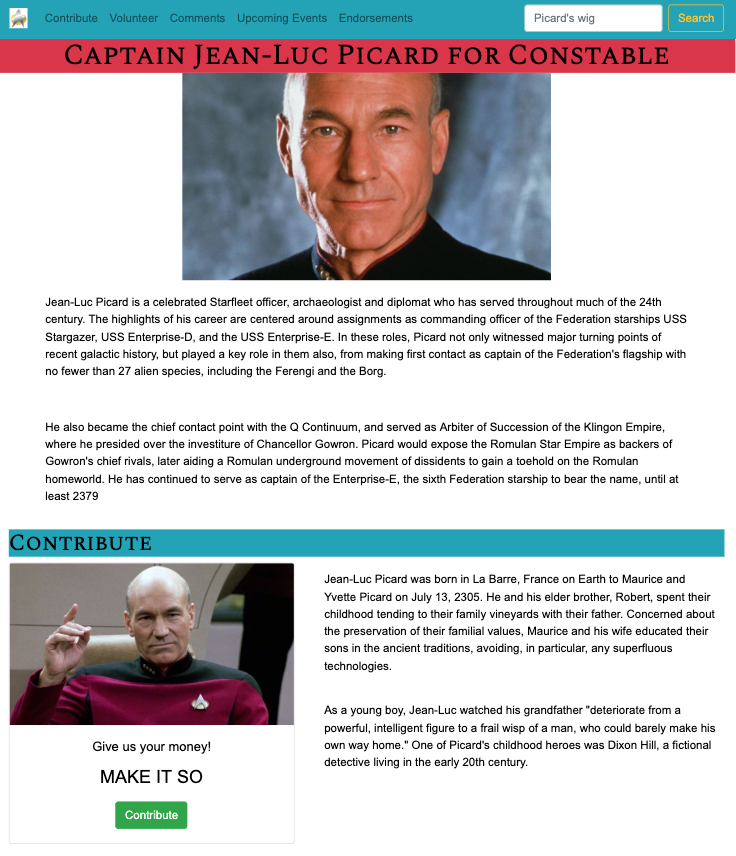 Contribute Volunteer Comments Upcoming Events Endorsements Picard's wig Search
Captain Jean-Luc Picard for Constable
Jean-Luc Picard is a celebrated Starfleet officer, archaeologist and diplomat who has served throughout much of the 24th
century. The highlights of his career are centered around assignments as commanding officer of the Federation starships USS
Stargazer, USS Enterprise-D, and the USS Enterprise-E. In these roles, Picard not only witnessed major turning points of
recent galactic history, but played a key role in them also, from making first contact as captain of the Federation's flagship with
no fewer than 27 alien species, including the Ferengi and the Borg.
He also became the chief contact point with the Q Continuum, and served as Arbiter of Succession of the Klingon Empire,
where he presided over the investiture of Chancellor Gowron. Picard would expose the Romulan Star Empire as backers of
Gowron's chief rivals, later aiding a Romulan underground movement of dissidents to gain a toehold on the Romulan
homeworld. He has continued to serve as captain of the Enterprise-E, the sixth Federation starship to bear the name, until at
least 2379
Contribute
Give us your money!
MAKE IT SO
Contribute
Jean-Luc Picard was born in La Barre, France on Earth to Maurice and
Yvette Picard on July 13, 2305. He and his elder brother, Robert, spent their
childhood tending to their family vineyards with their father. Concerned about
the preservation of their familial values, Maurice and his wife educated their
sons in the ancient traditions, avoiding, in particular, any superfluous
technologies.
As a young boy, Jean-Luc watched his grandfather "deteriorate from a
powerful, intelligent figure to a frail wisp of a man, who could barely make his
own way home." One of Picard's childhood heroes was Dixon Hill, a fictional
detective living in the early 20th century.